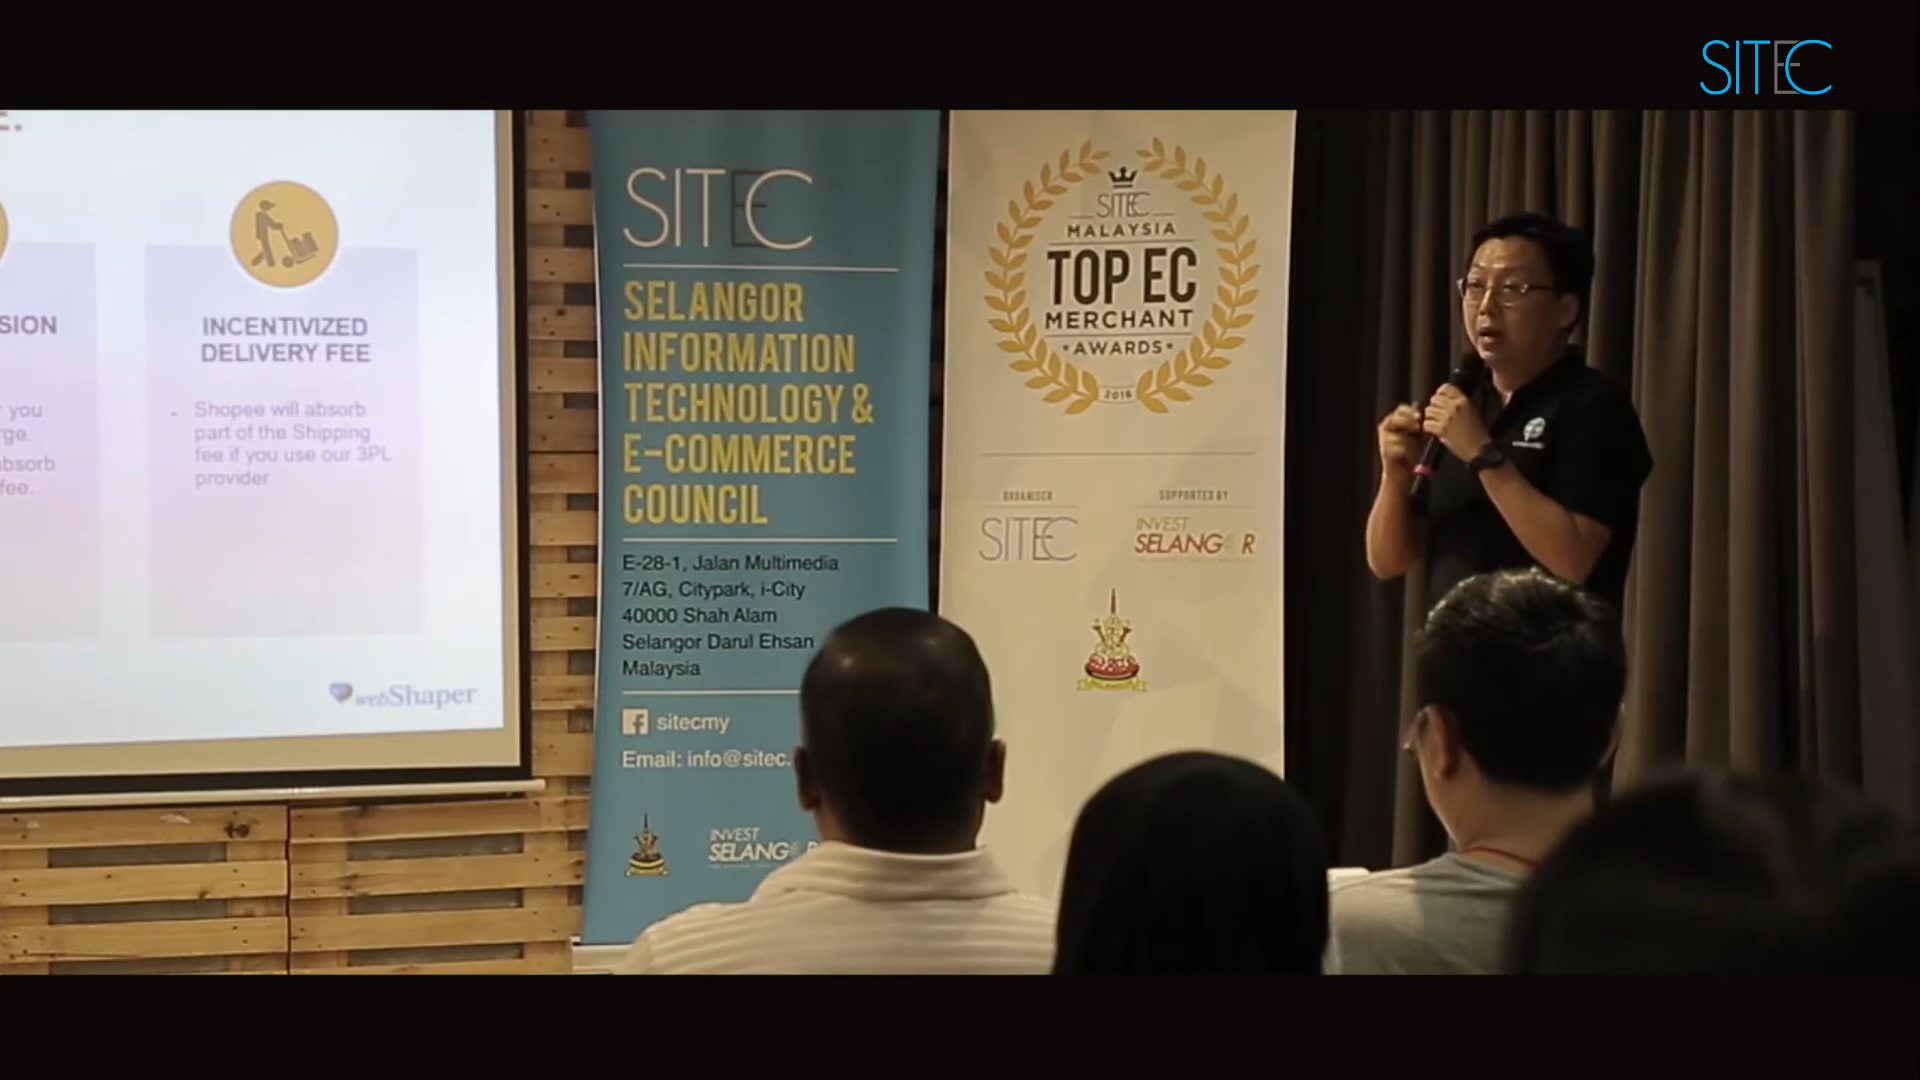 SITEC
SION
r you
rge.
absorb
fee.
INCENTIVIZED
DELIVERY FEE
Shopee will absorb
part of the Shipping
fee if you use our 3PL
provider
webShaper
SITEC
SELANGOR
INFORMATION
TECHNOLOGY &
E-COMMERCE
COUNCIL
E-28-1, Jalan Multimedia
7/AG, Citypark, i-City
40000 Shah Alam
Selangor Darul Ehsan
Malaysia
sitecmy
Email: info@sitec.
INVEST
SELANGOR
SITEC
MALAYSIA
TOP EC
MERCHANT
AWARDS
2016
ORGANISER
SITEC
SUPPORTED BY
INVEST
SELANGOR